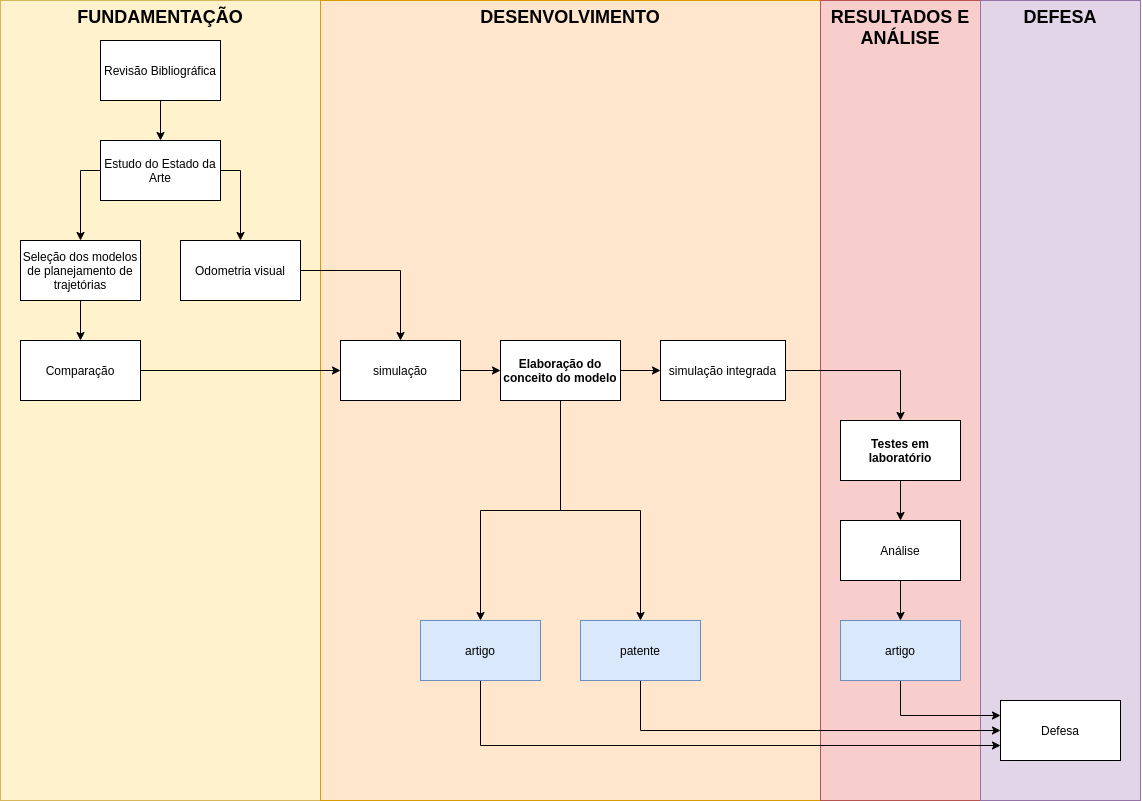 FUNDAMENTAÇÃO
DESENVOLVIMENTO
RESULTADOS E
ANÁLISE
DEFESA
Revisão Bibliográfica
Estudo do Estado da
Arte
Seleção dos modelos
de planejamento de
trajetórias
Odometria visual
Comparação
simulação
Elaboração do
conceito do modelo
simulação integrada
Testes em
laboratório
Análise
artigo
patente
artigo
Defesa